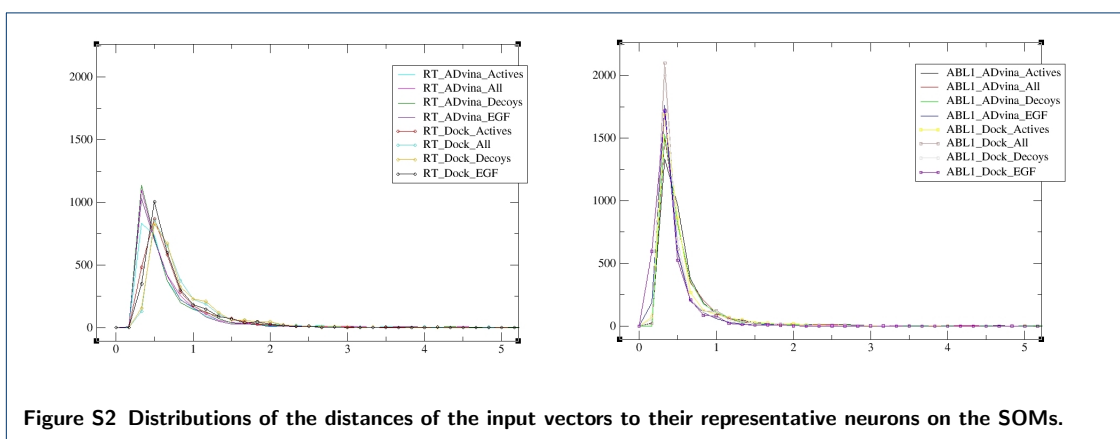 2000
1500
1000
500
0
0
1
2
3
4
5
RT_ADvina_Actives
RT_ADvina_All
RT_ADvina_Decoys
RT_ADvina_EGF
RT_Dock_Actives
RT_Dock_All
RT_Dock_Decoys
RT_Dock_EGF
2000
1500
1000
500
0
0
1
2
3
4
5
ABL1_ADvina_Actives
ABL1_ADvina_All
ABL1_ADvina_Decoys
ABL1_ADvina_EGF
ABL1_Dock_Actives
ABL1_Dock_All
ABL1_Dock_Decoys
ABL1_Dock_EGF
Figure S2 Distributions of the distances of the input vectors to their representative neurons on the SOMs.